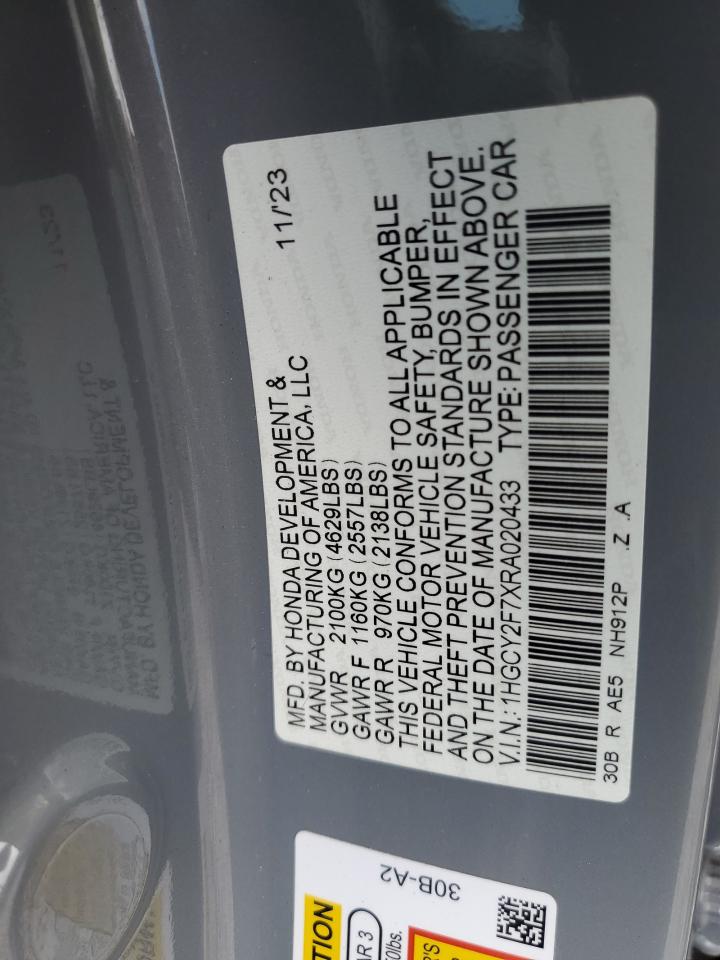 11/'23
MFD. BY HONDA DEVELOPMENT &
MANUFACTURING OF AMERICA, LLC
GVWR 2100KG (4629LBS)
GAWR F 1160KG (2557LBS)
GAWR R 970KG (2138LBS)
THIS VEHICLE CONFORMS TO ALL APPLICABLE
FEDERAL MOTOR VEHICLE SAFETY, BUMPER,
AND THEFT PREVENTION STANDARDS IN EFFECT
ON THE DATE OF MANUFACTURE SHOWN ABOVE.
V.I.N.: 1HGCY2F7XRA020433 TYPE: PASSENGER CAR
30B R AE5 NH912P .Z .A
30B-A2